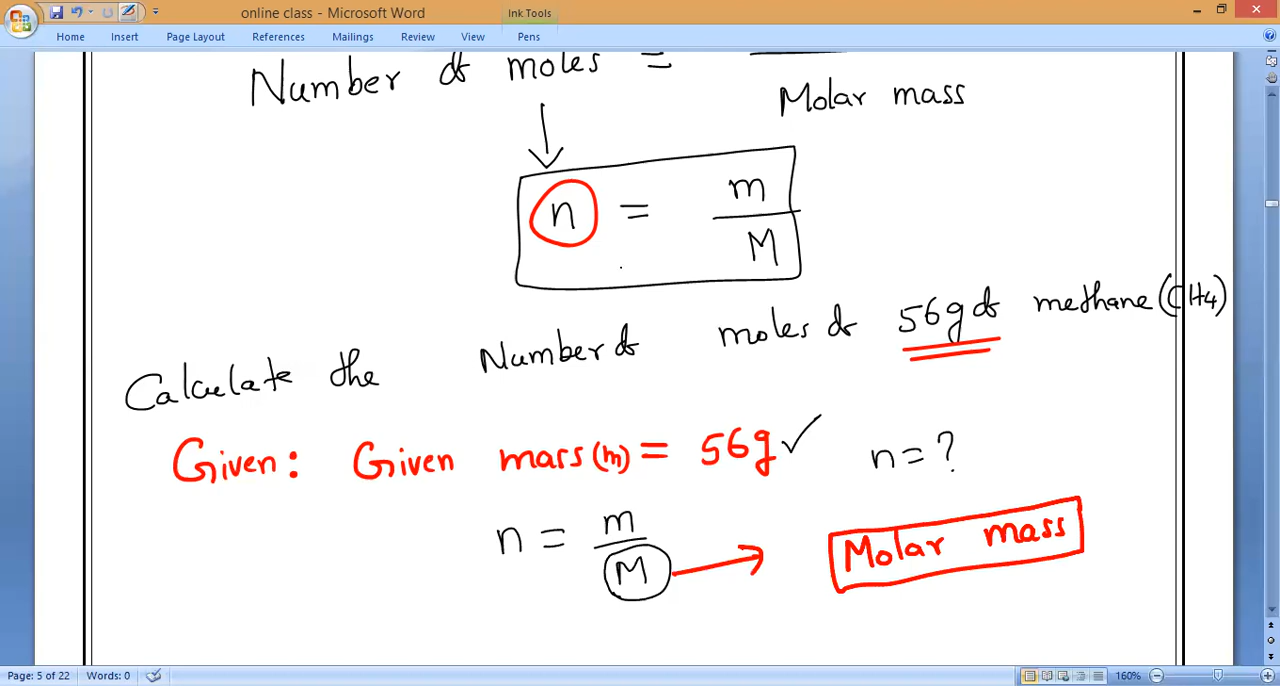 online class - Microsoft Word
Ink Tools
Home Insert Page Layout References Mailings Review View Pens
Number of moles =
Molar mass
n = m
M
Calculate the Number of moles of 56g of methane (CH4)
Given: Given mass (m) = 56g ✓ n = ?
n = m
M
Molar mass
Page: 5 of 22 Words: 0 160%